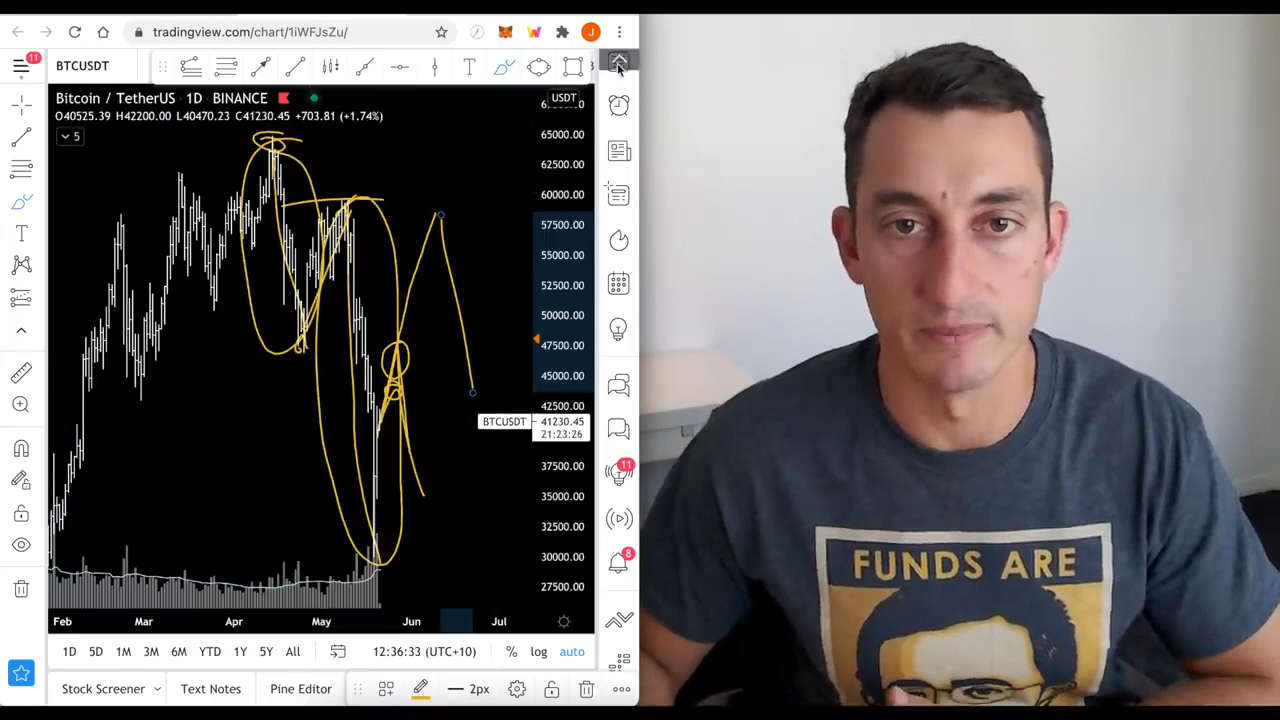 tradingview.com/chart/1iWFJsZu/
J
11
BTCUSDT
T
Bitcoin / TetherUS 1D BINANCE
USDT
O40525.39 H42200.00 L40470.23 C41230.45 +703.81 (+1.74%)
5
65000.00
62500.00
60000.00
57500.00
55000.00
52500.00
50000.00
47500.00
45000.00
42500.00
BTCUSDT 41230.45
21:23:26
37500.00
35000.00
32500.00
30000.00
27500.00
T
11
8
Feb Mar Apr May Jun Jul
1D 5D 1M 3M 6M YTD 1Y 5Y All 12:36:33 (UTC+10) % log auto
Stock Screener Text Notes Pine Editor 2px
FUNDS ARE